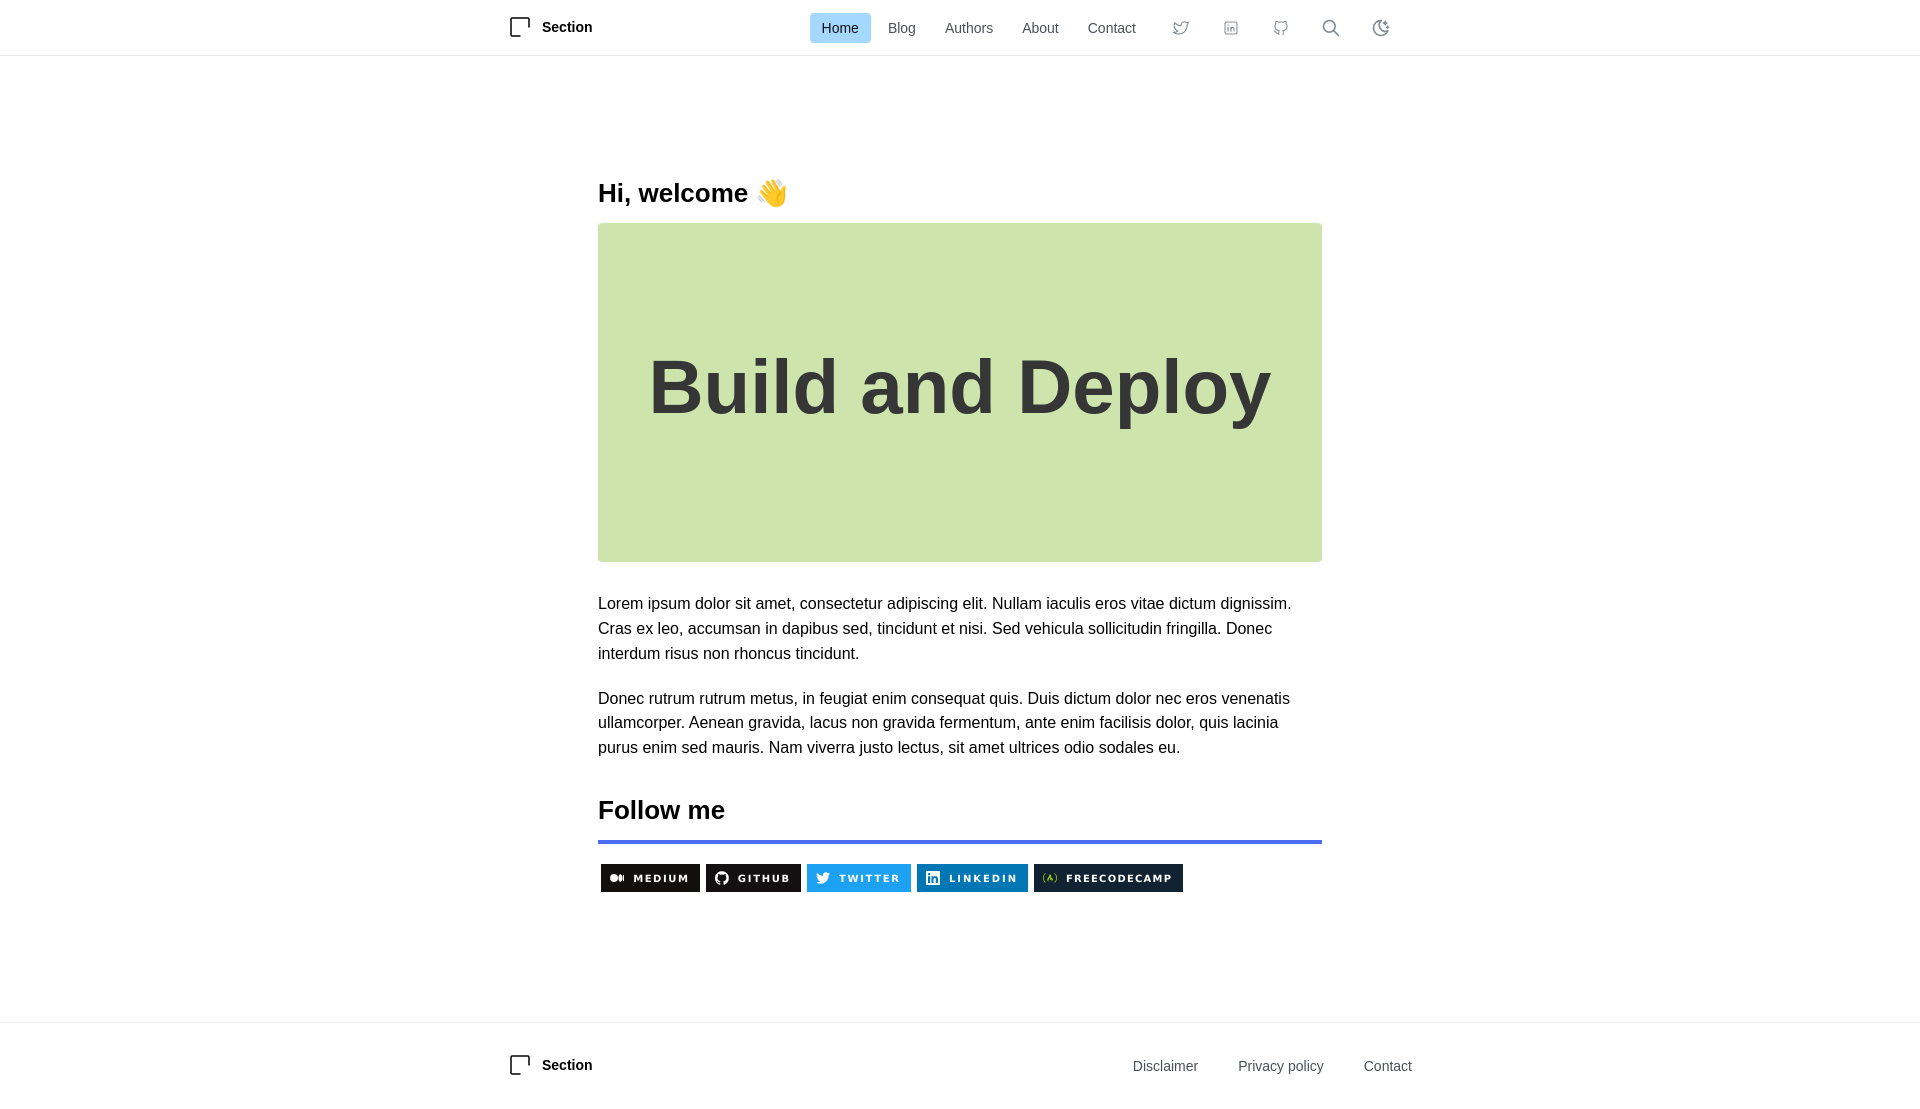 Section
Home
Blog
Authors
About
Contact
Hi, welcome 👋
Build and Deploy
Lorem ipsum dolor sit amet, consectetur adipiscing elit. Nullam iaculis eros vitae dictum dignissim.
Cras ex leo, accumsan in dapibus sed, tincidunt et nisi. Sed vehicula sollicitudin fringilla. Donec
interdum risus non rhoncus tincidunt.
Donec rutrum rutrum metus, in feugiat enim consequat quis. Duis dictum dolor nec eros venenatis
ullamcorper. Aenean gravida, lacus non gravida fermentum, ante enim facilisis dolor, quis lacinia
purus enim sed mauris. Nam viverra justo lectus, sit amet ultrices odio sodales eu.
Follow me
MEDIUM
GITHUB
TWITTER
LINKEDIN
FREECODECAMP
Section
Disclaimer
Privacy policy
Contact